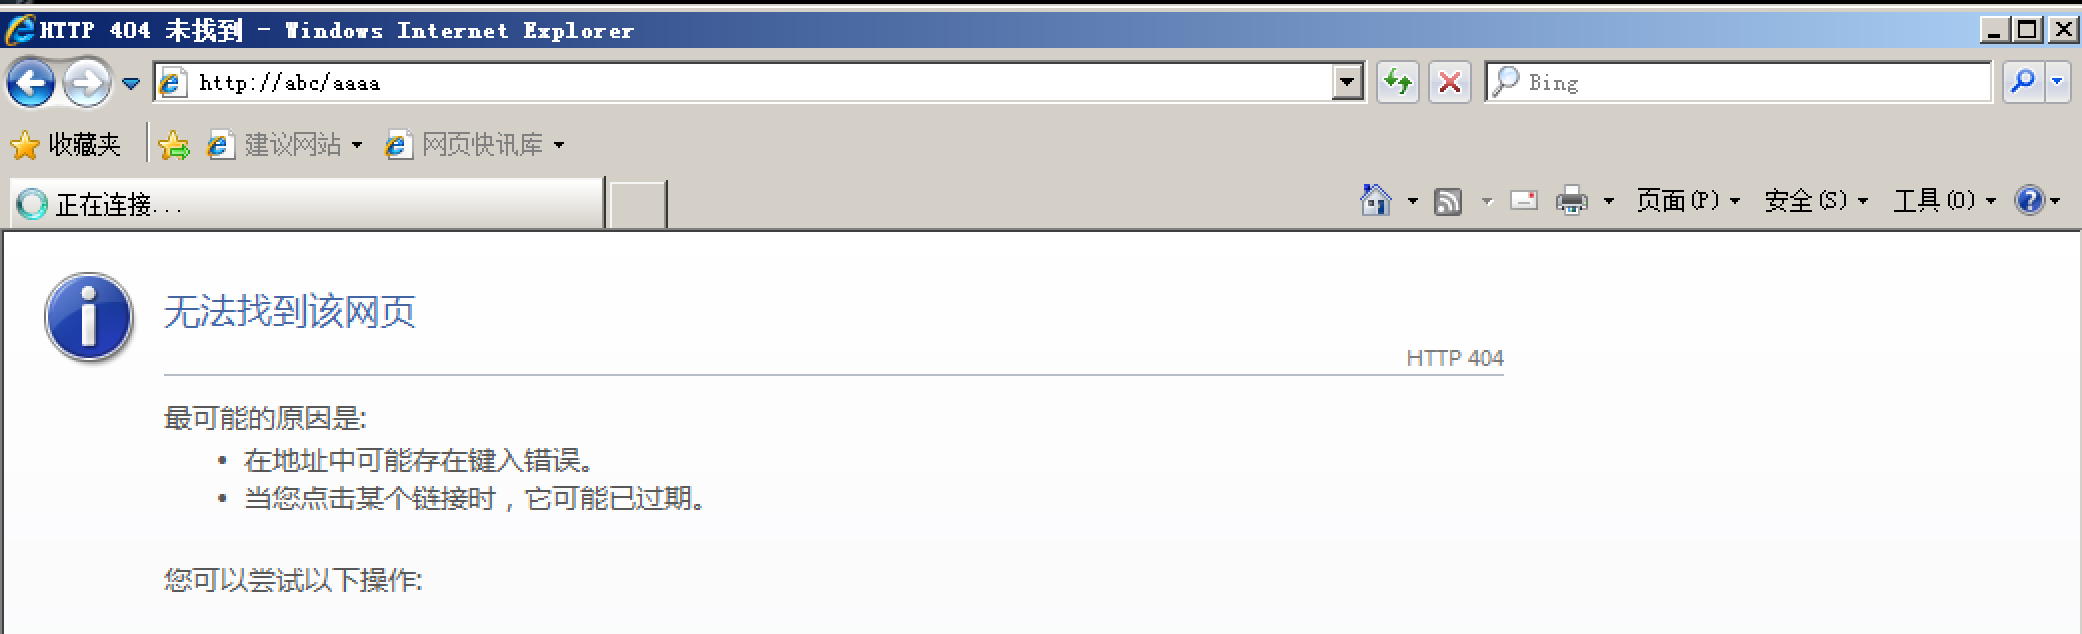 HTTP 404 未找到 - Windows Internet Explorer
http://abc/aaaa
Bing
收藏夹 建议网站 网页快讯库
正在连接... 页面(P) 安全(S) 工具(O)
无法找到该网页
HTTP 404
最可能的原因是:
• 在地址中可能存在键入错误。
• 当您点击某个链接时，它可能已过期。
您可以尝试以下操作: